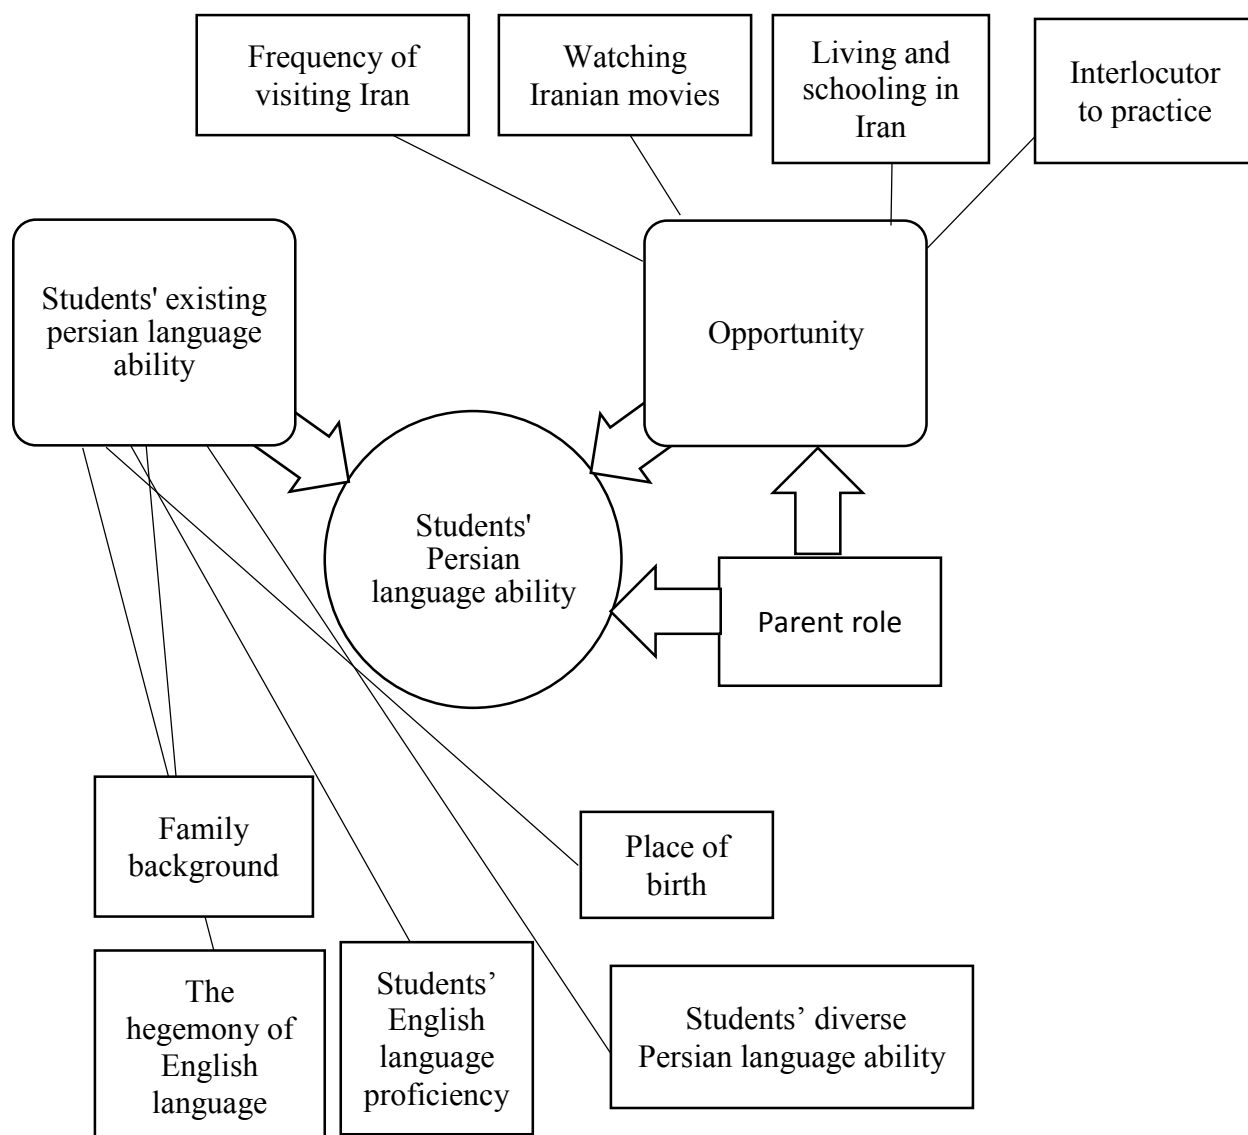 Frequency of
visiting Iran
Watching
Iranian movies
Living and
schooling in
Iran
Interlocutor
to practice
Students' existing
persian language
ability
Opportunity
Students'
Persian
language ability
Parent role
Family
background
Place of
birth
The
hegemony of
English
language
Students’
English
language
proficiency
Students’ diverse
Persian language ability